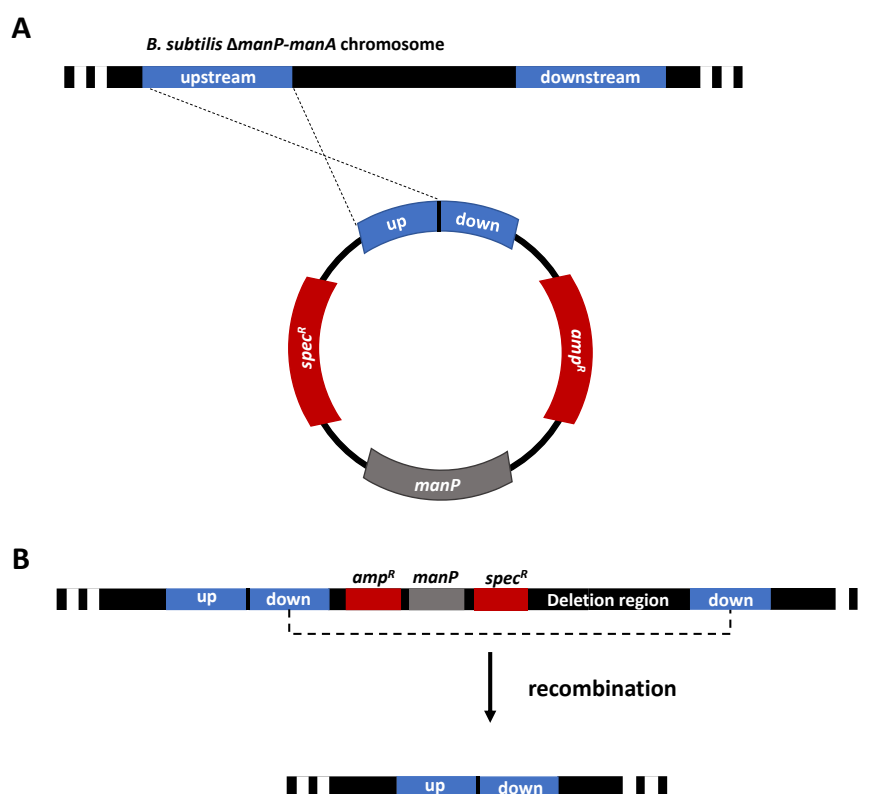 A
B. subtilis ΔmanP-manA chromosome
upstream
downstream
up
down
spec^R
amp^R
manP
B
amp^R manP spec^R
up
down
Deletion region
down
recombination
up
down